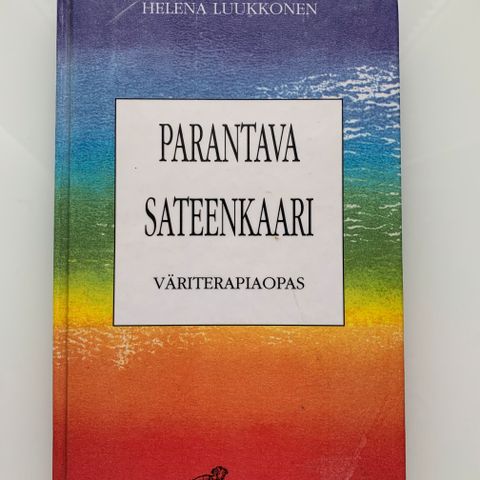 HELENA LUUKKONEN
PARANTAVA
SATEENKAARI
VÄRITERAPIAOPAS